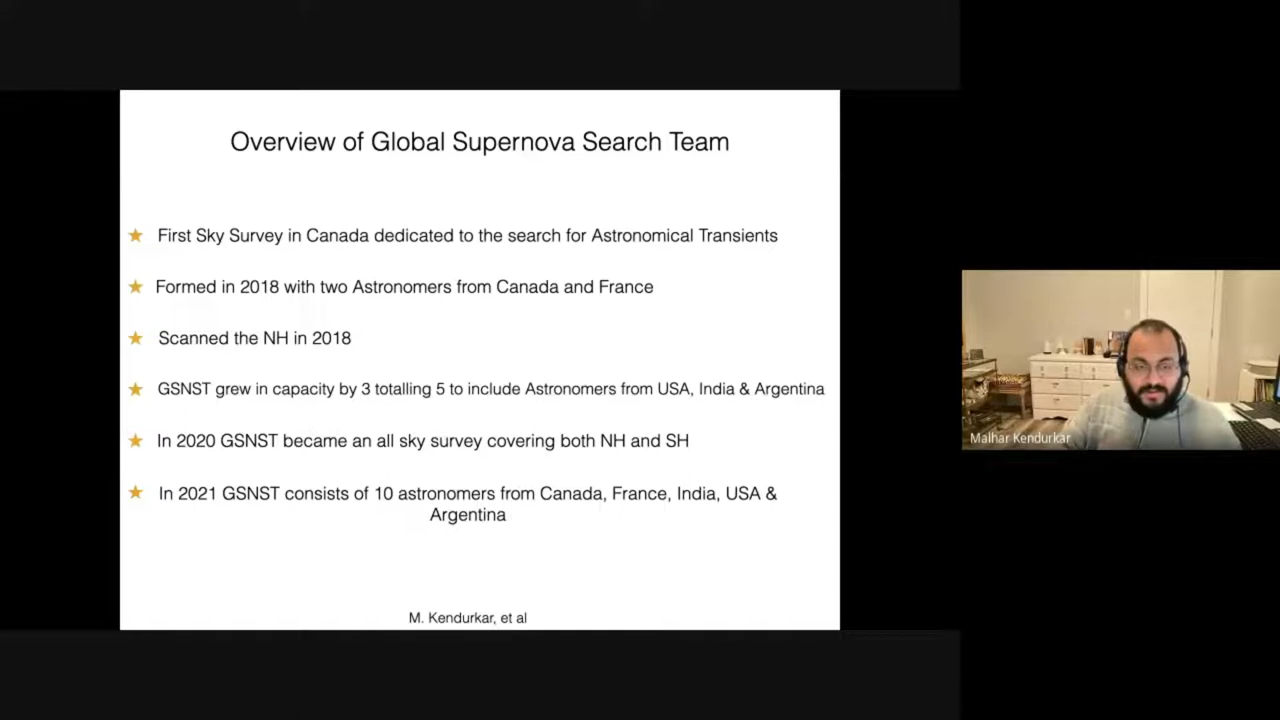 Overview of Global Supernova Search Team
First Sky Survey in Canada dedicated to the search for Astronomical Transients
Formed in 2018 with two Astronomers from Canada and France
Scanned the NH in 2018
GSNST grew in capacity by 3 totalling 5 to include Astronomers from USA, India & Argentina
In 2020 GSNST became an all sky survey covering both NH and SH
In 2021 GSNST consists of 10 astronomers from Canada, France, India, USA &
Argentina
M. Kendurkar, et al
Malhar Kendurkar